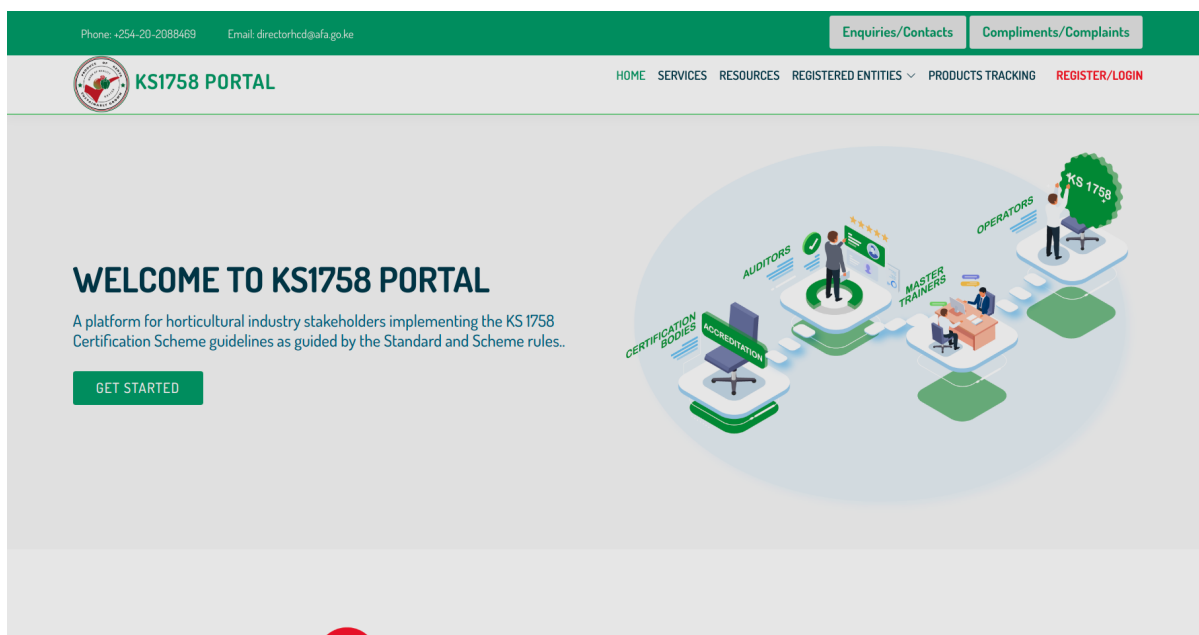 Phone: +254-20-2088469 Email: directorhcd@afa.go.ke Enquiries/Contacts Compliments/Complaints
KS1758 PORTAL HOME SERVICES RESOURCES REGISTERED ENTITIES PRODUCTS TRACKING REGISTER/LOGIN
WELCOME TO KS1758 PORTAL
A platform for horticultural industry stakeholders implementing the KS 1758
Certification Scheme guidelines as guided by the Standard and Scheme rules..
GET STARTED
CERTIFICATION
BODIES
ACCREDITATION
AUDITORS
MASTER
TRAINERS
OPERATORS
KS 1758